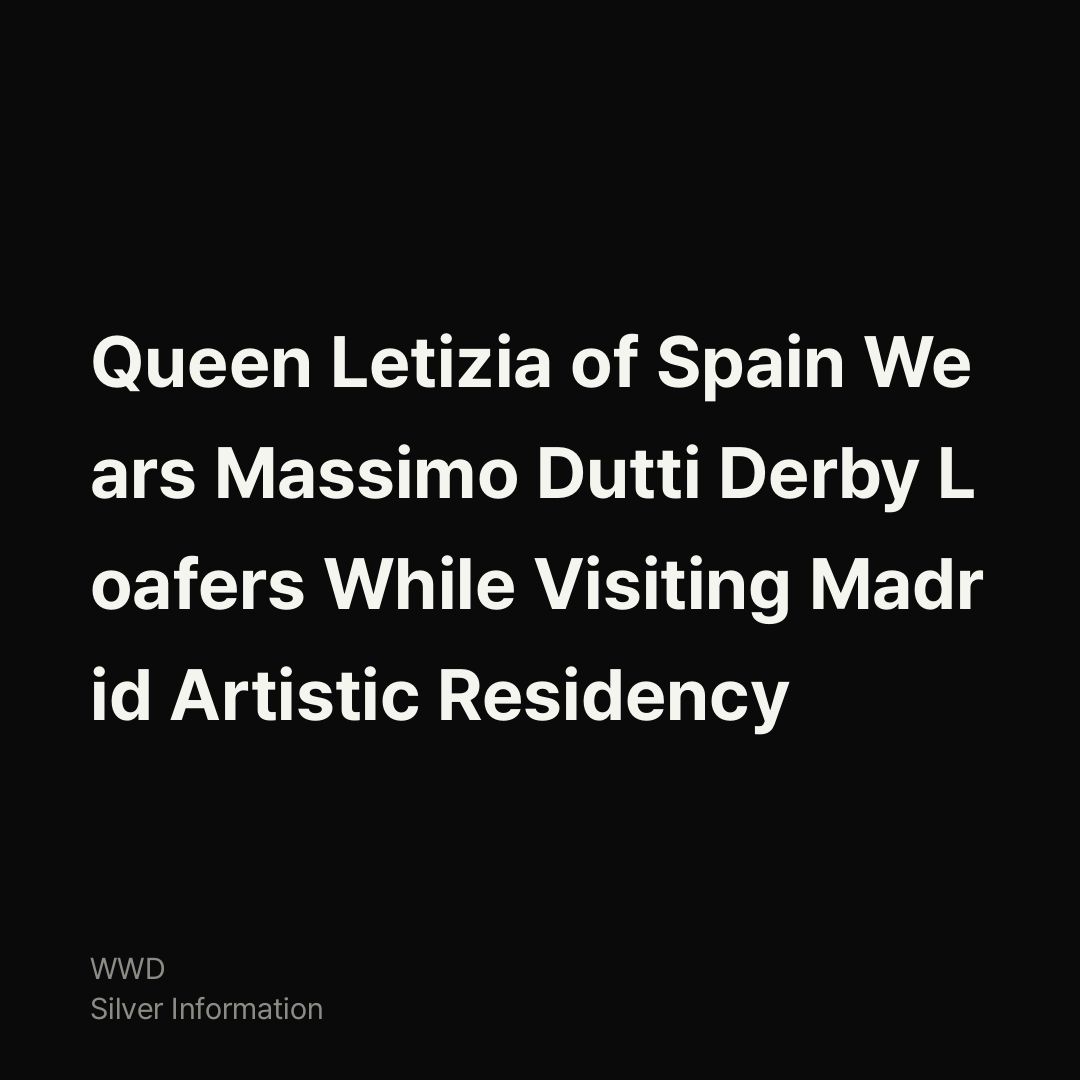 Queen Letizia of Spain We
ars Massimo Dutti Derby L
oafers While Visiting Madr
id Artistic Residency
WWD
Silver Information